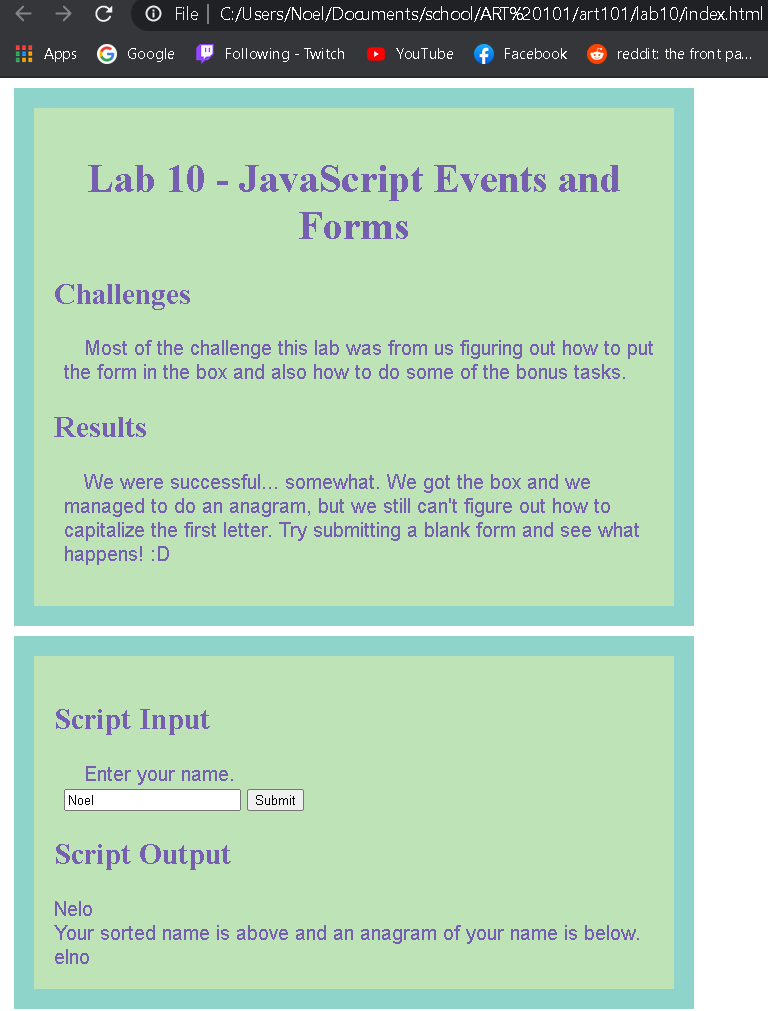 File | C:/Users/Noel/Documents/school/ART%20101/art101/lab10/index.html
Apps Google Following - Twitch YouTube Facebook reddit: the front pa...
Lab 10 - JavaScript Events and
Forms
Challenges
Most of the challenge this lab was from us figuring out how to put
the form in the box and also how to do some of the bonus tasks.
Results
We were successful... somewhat. We got the box and we
managed to do an anagram, but we still can't figure out how to
capitalize the first letter. Try submitting a blank form and see what
happens! :D
Script Input
Enter your name.
Noel Submit
Script Output
Nelo
Your sorted name is above and an anagram of your name is below.
elno